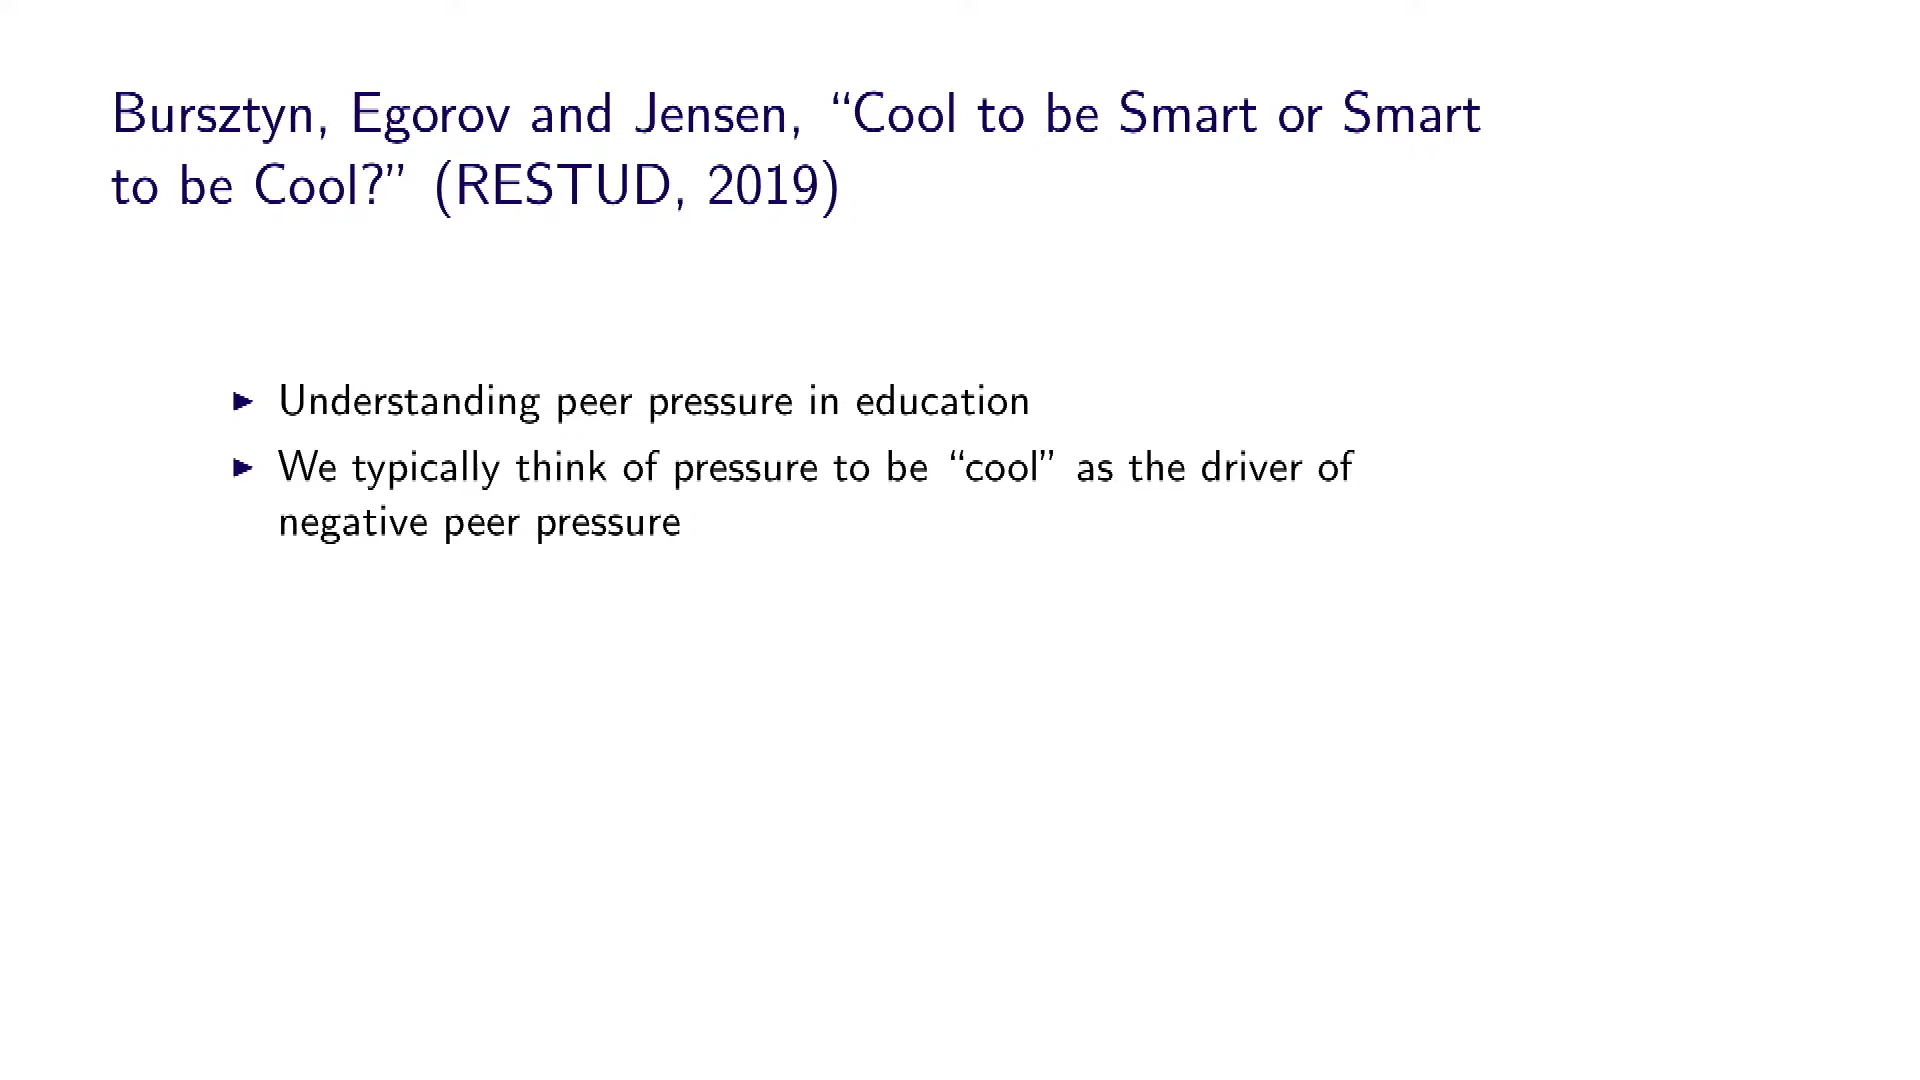 Bursztyn, Egorov and Jensen, “Cool to be Smart or Smart
to be Cool?” (RESTUD, 2019)
▶ Understanding peer pressure in education
▶ We typically think of pressure to be “cool” as the driver of
negative peer pressure